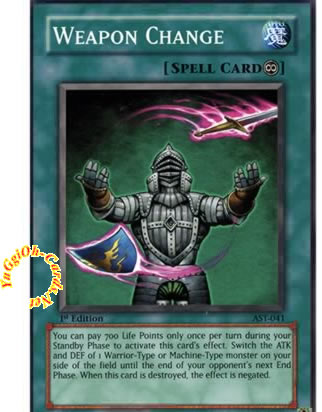 WEAPON CHANGE
魔
[SPELL CARD∞]
YuGgiOh-Cards.Net
1st Edition
AST-041
You can pay 700 Life Points only once per turn during your
Standby Phase to activate this card's effect. Switch the ATK
and DEF of 1 Warrior-Type or Machine-Type monster on your
side of the field until the end of your opponent's next End
Phase. When this card is destroyed, the effect is negated.